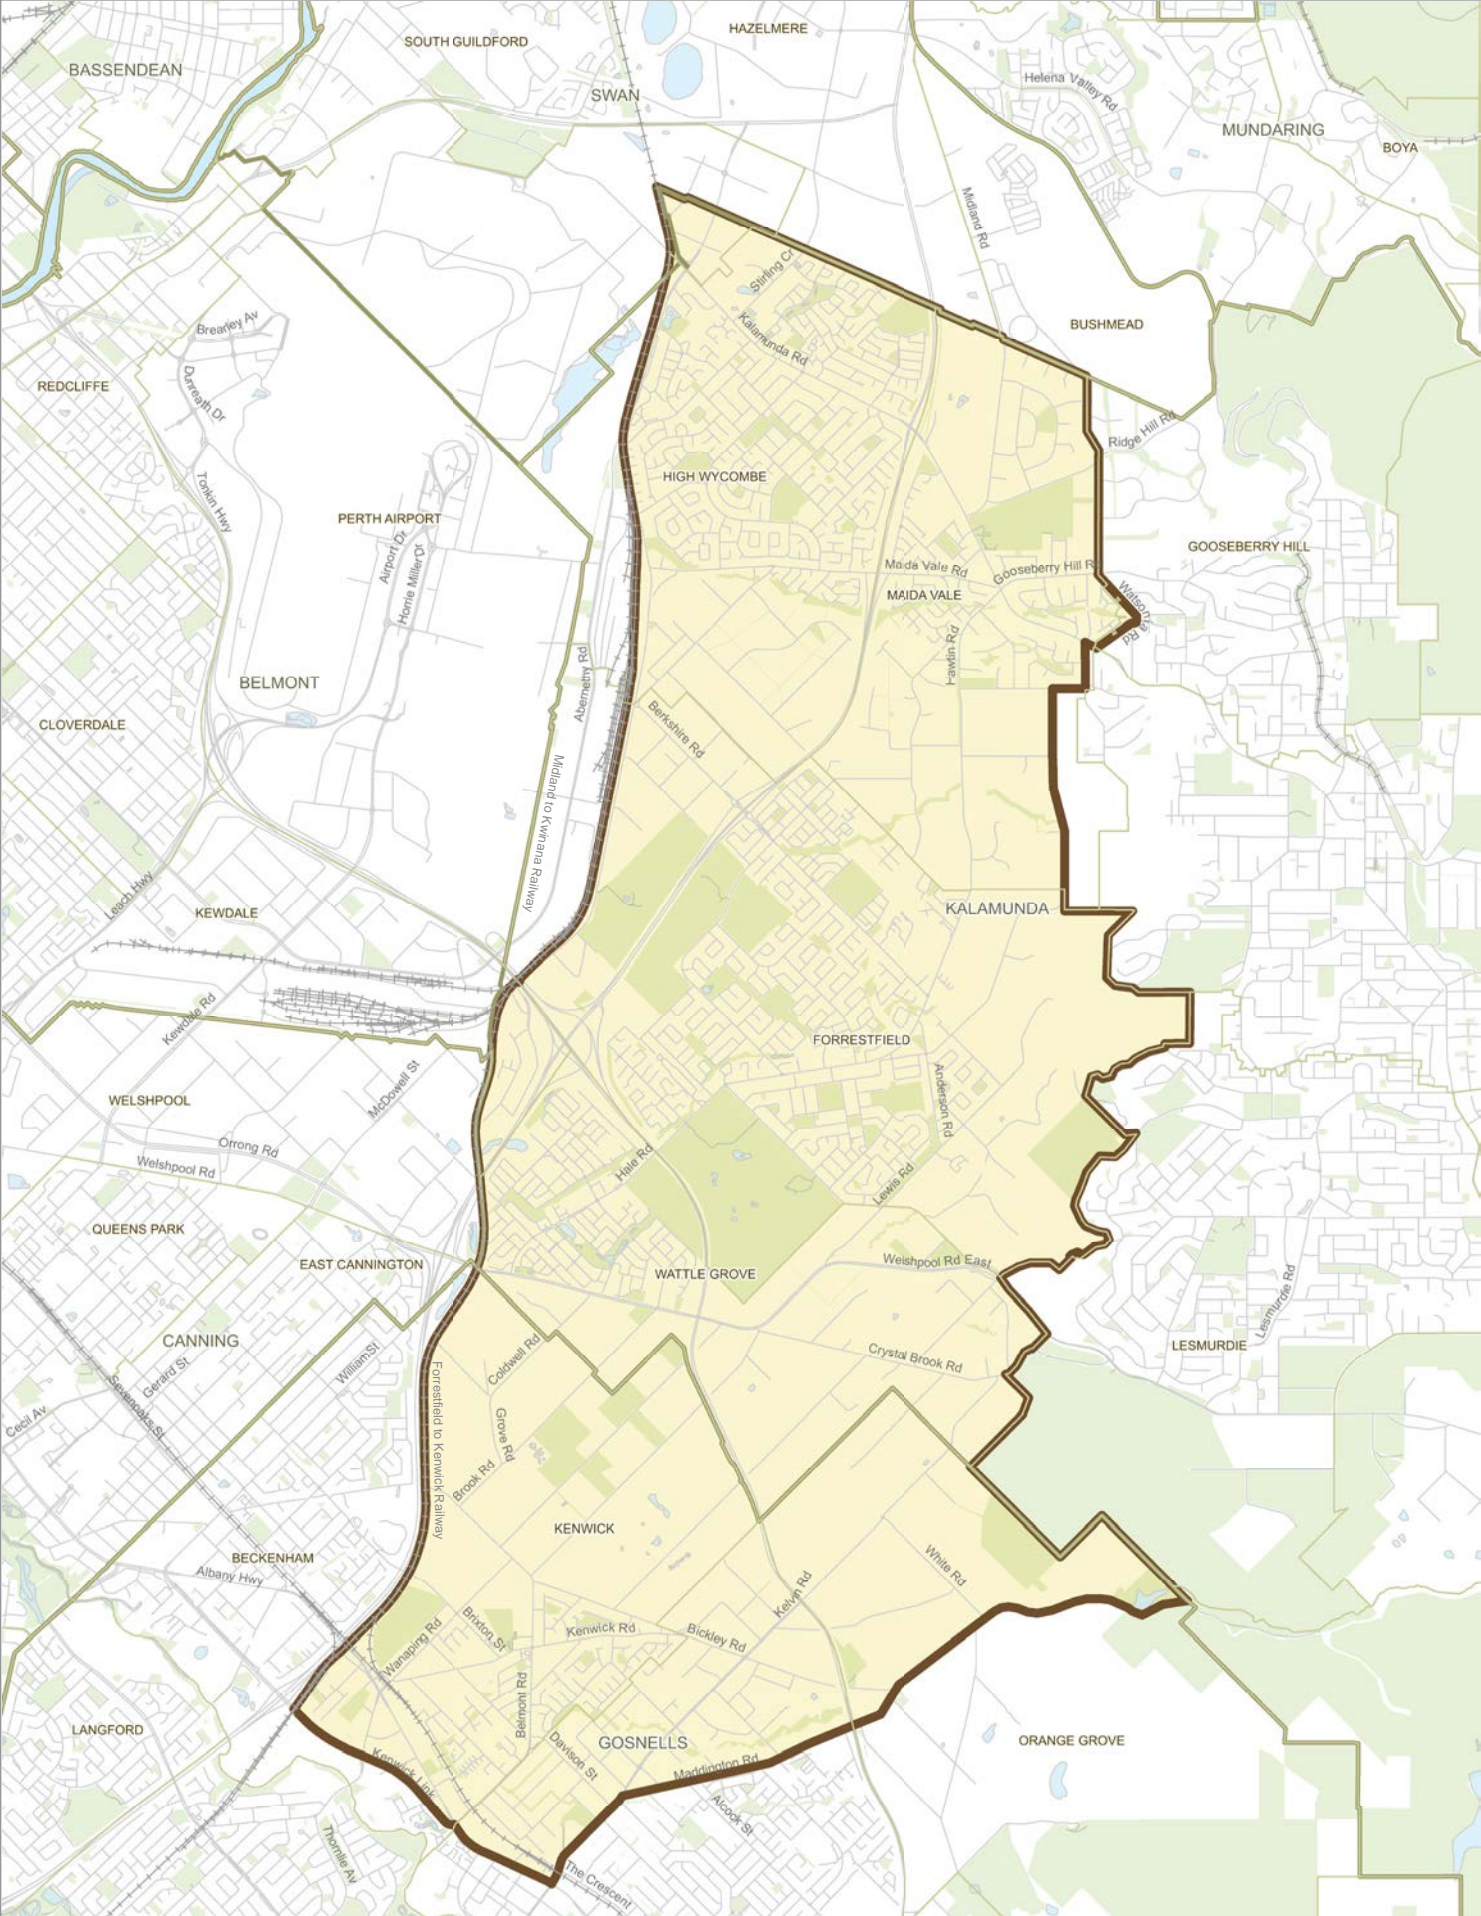 HAZELMERE
SOUTH GUILDFORD
BASSENDEAN
Helena Valley Rd
SWAN
MUNDARING
BOYA
Midland Rd
Stirling Cr
Brearley Av
BUSHMEAD
Kalamunda Rd
REDCLIFFE
Dunreath Dr
Ridge Hill Rd
HIGH WYCOMBE
Tonkin Hwy
PERTH AIRPORT
GOOSEBERRY HILL
Airport Dr
Horrie Miller Dr
Maida Vale Rd
Gooseberry Hill R
MAIDA VALE
Watsonia Rd
Hawtin Rd
BELMONT
Abernethy Rd
CLOVERDALE
Berkshire Rd
Midland to Kwinana Railway
Leach Hwy
KEWDALE
KALAMUNDA
Kewdale Rd
FORRESTFIELD
McDowell St
WELSHPOOL
Anderson Rd
Orrong Rd
Welshpool Rd
Hale Rd
Lewis Rd
QUEENS PARK
EAST CANNINGTON
Welshpool Rd East
WATTLE GROVE
Lesmurdie Rd
CANNING
LESMURDIE
Coldwell Rd
Crystal Brook Rd
William St
Gerard St
Sevenoaks St
Cecil Av
Forrestfield to Kenwick Railway
Grove Rd
Brook Rd
KENWICK
BECKENHAM
White Rd
Albany Hwy
Kelvin Rd
Brixton St
Wanaping Rd
Kenwick Rd
Bickley Rd
Belmont Rd
LANGFORD
GOSNELLS
ORANGE GROVE
Davison St
Kenwick Link
Maddington Rd
Alcock St
Thornlie Av
The Crescent